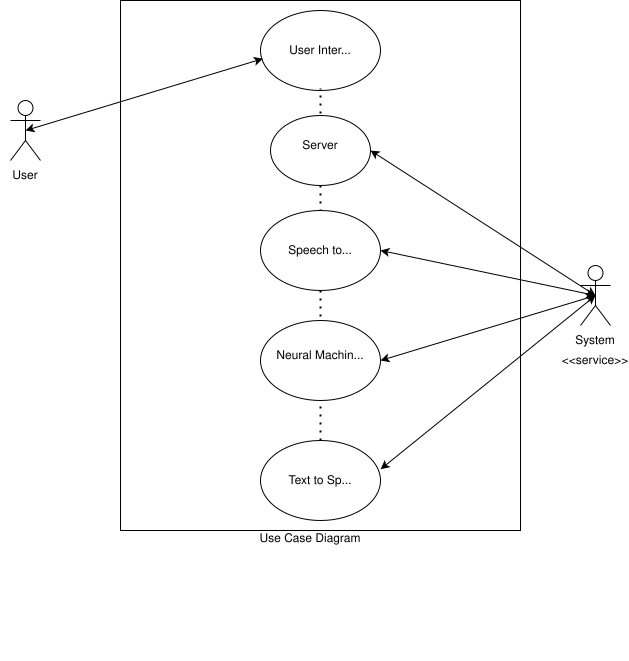 User Inter...
Server
User
Speech to...
System
<<service>>
Neural Machin...
Text to Sp...
Use Case Diagram